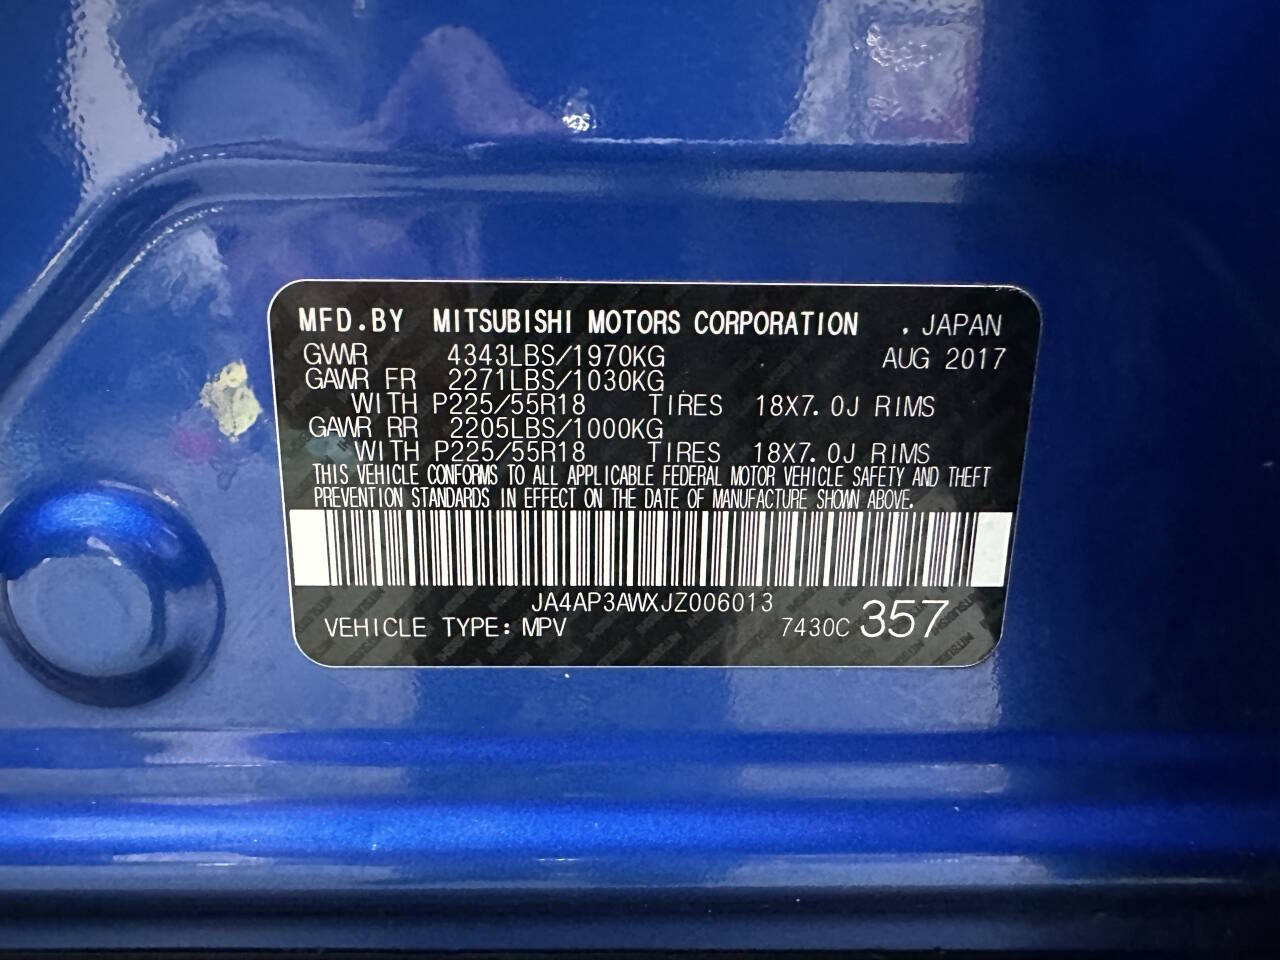 MFD.BY MITSUBISHI MOTORS CORPORATION . JAPAN
GVWR 4343LBS/1970KG AUG 2017
GAWR FR 2271LBS/1030KG
WITH P225/55R18 TIRES 18X7.0J RIMS
GAWR RR 2205LBS/1000KG
WITH P225/55R18 TIRES 18X7.0J RIMS
THIS VEHICLE CONFORMS TO ALL APPLICABLE FEDERAL MOTOR VEHICLE SAFETY AND THEFT
PREVENTION STANDARDS IN EFFECT ON THE DATE OF MANUFACTURE SHOWN ABOVE.
JA4AP3AWXJZ006013
VEHICLE TYPE: MPV 7430C 357